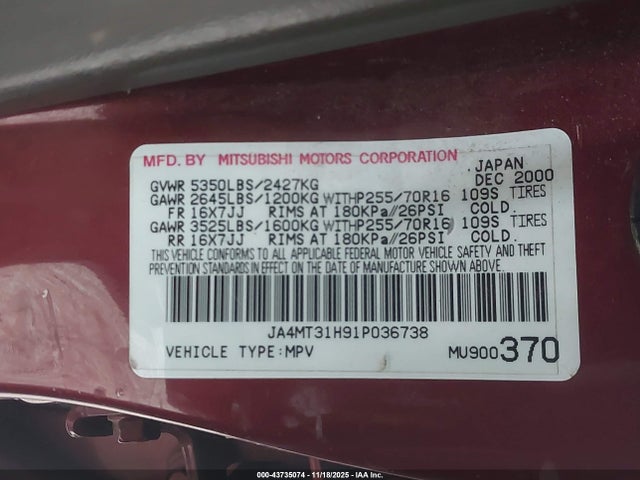 MFD. BY MITSUBISHI MOTORS CORPORATION JAPAN
GVWR 5350LBS/2427KG DEC 2000
GAWR 2645LBS/1200KG WITHP255/70R16 109S TIRES
FR 16X7JJ RIMS AT 180KPa/26PSI COLD.
GAWR 3525LBS/1600KG WITHP255/70R16 109S TIRES
RR 16X7JJ RIMS AT 180KPa/26PSI COLD.
THIS VEHICLE CONFORMS TO ALL APPLICABLE FEDERAL MOTOR VEHICLE SAFETY AND THEFT
PREVENTION STANDARDS IN EFFECT ON THE DATE OF MANUFACTURE SHOWN ABOVE.
JA4MT31H91P036738
VEHICLE TYPE:MPV MU900370
000-43735074 11/18/2025 IAA Inc.